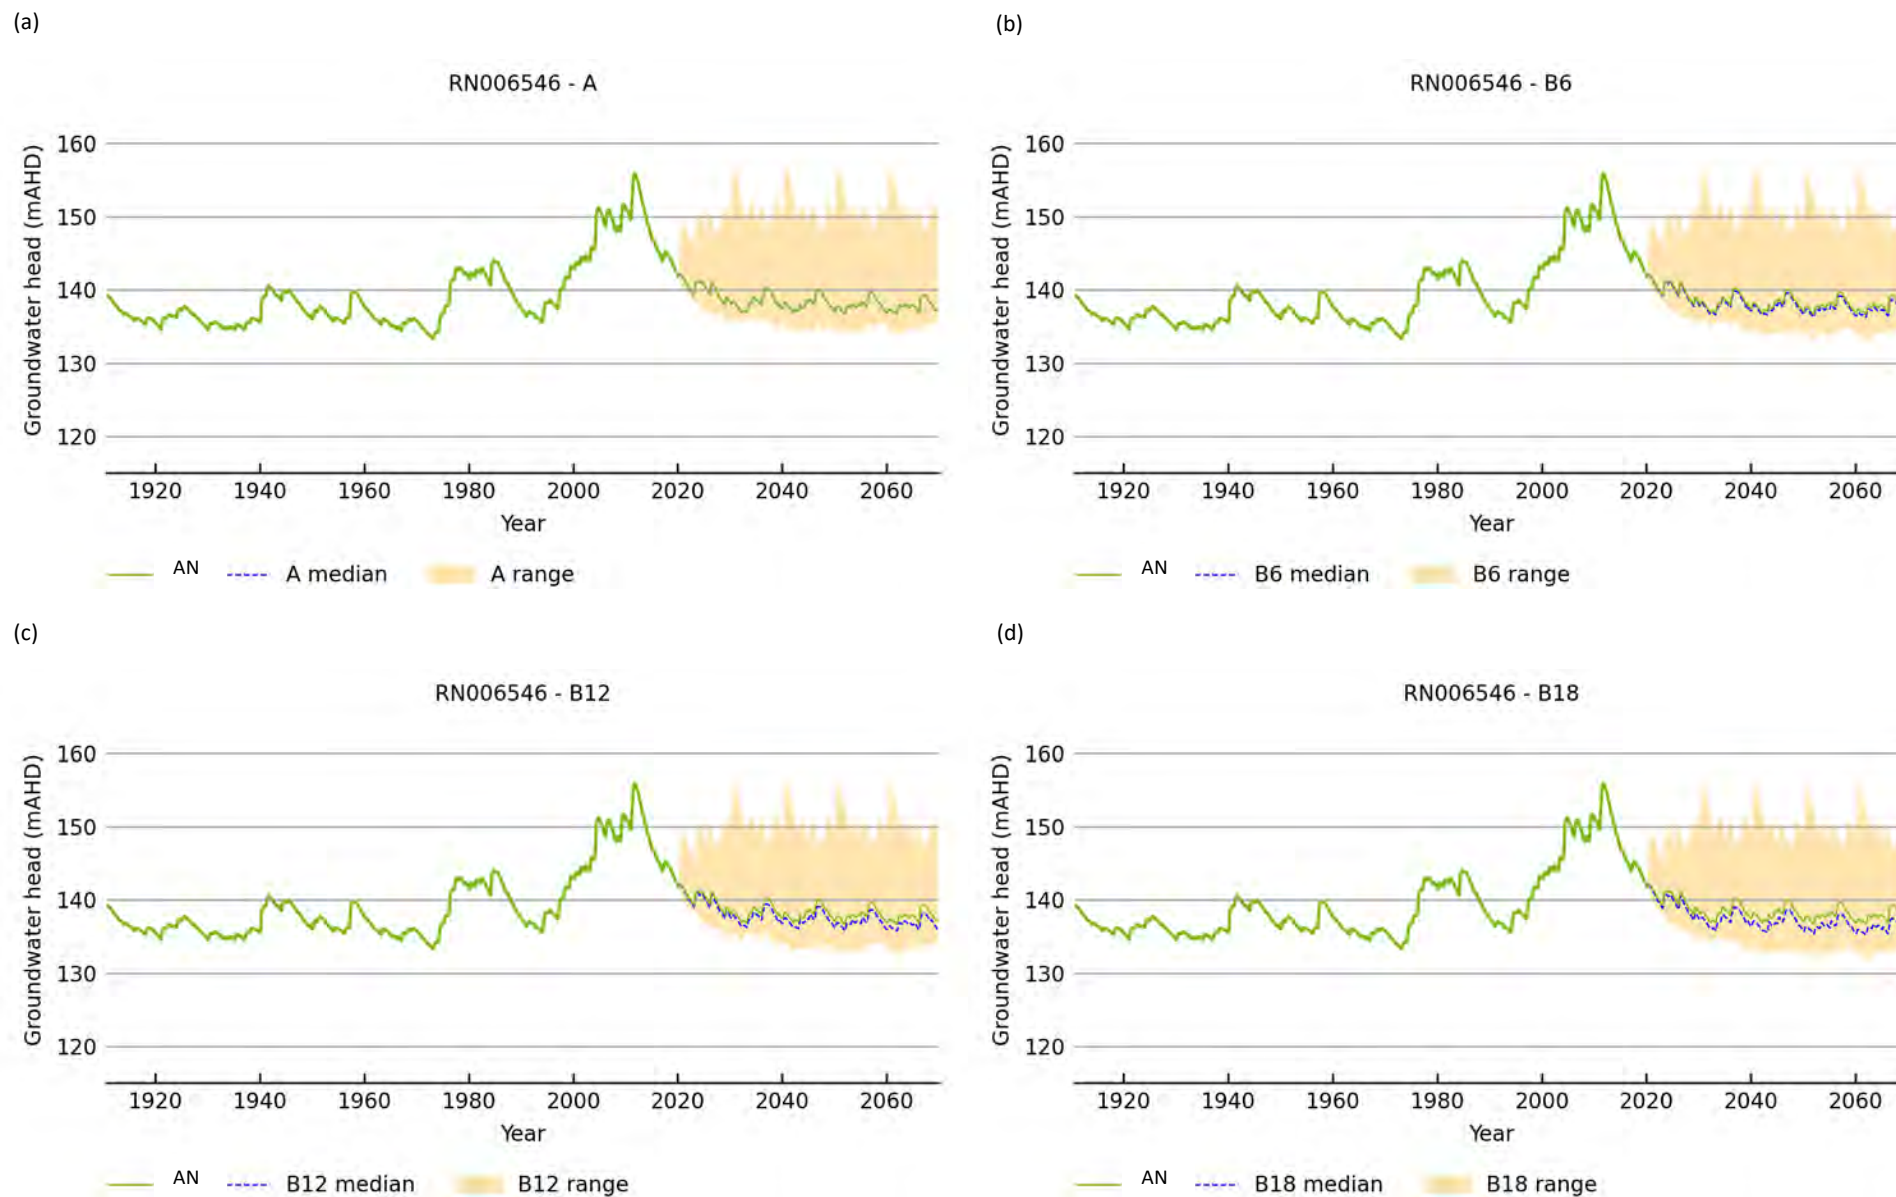 (a)
RN006546 - A
Groundwater head (mAHD)
160
150
140
130
120
1920 1940 1960 1980 2000 2020 2040 2060
Year
AN A median A range
(b)
RN006546 - B6
Groundwater head (mAHD)
160
150
140
130
120
1920 1940 1960 1980 2000 2020 2040 2060
Year
AN B6 median B6 range
(c)
RN006546 - B12
Groundwater head (mAHD)
160
150
140
130
120
1920 1940 1960 1980 2000 2020 2040 2060
Year
AN B12 median B12 range
(d)
RN006546 - B18
Groundwater head (mAHD)
160
150
140
130
120
1920 1940 1960 1980 2000 2020 2040 2060
Year
AN B18 median B18 range